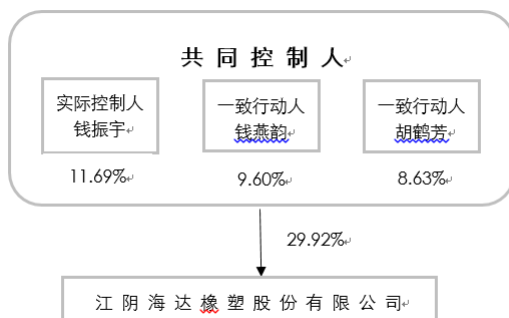 共同控制人
实际控制人
钱振宇
一致行动人
钱燕韵
一致行动人
胡鹤芳
11.69%
9.60%
8.63%
29.92%
江阴海达橡塑股份有限公司